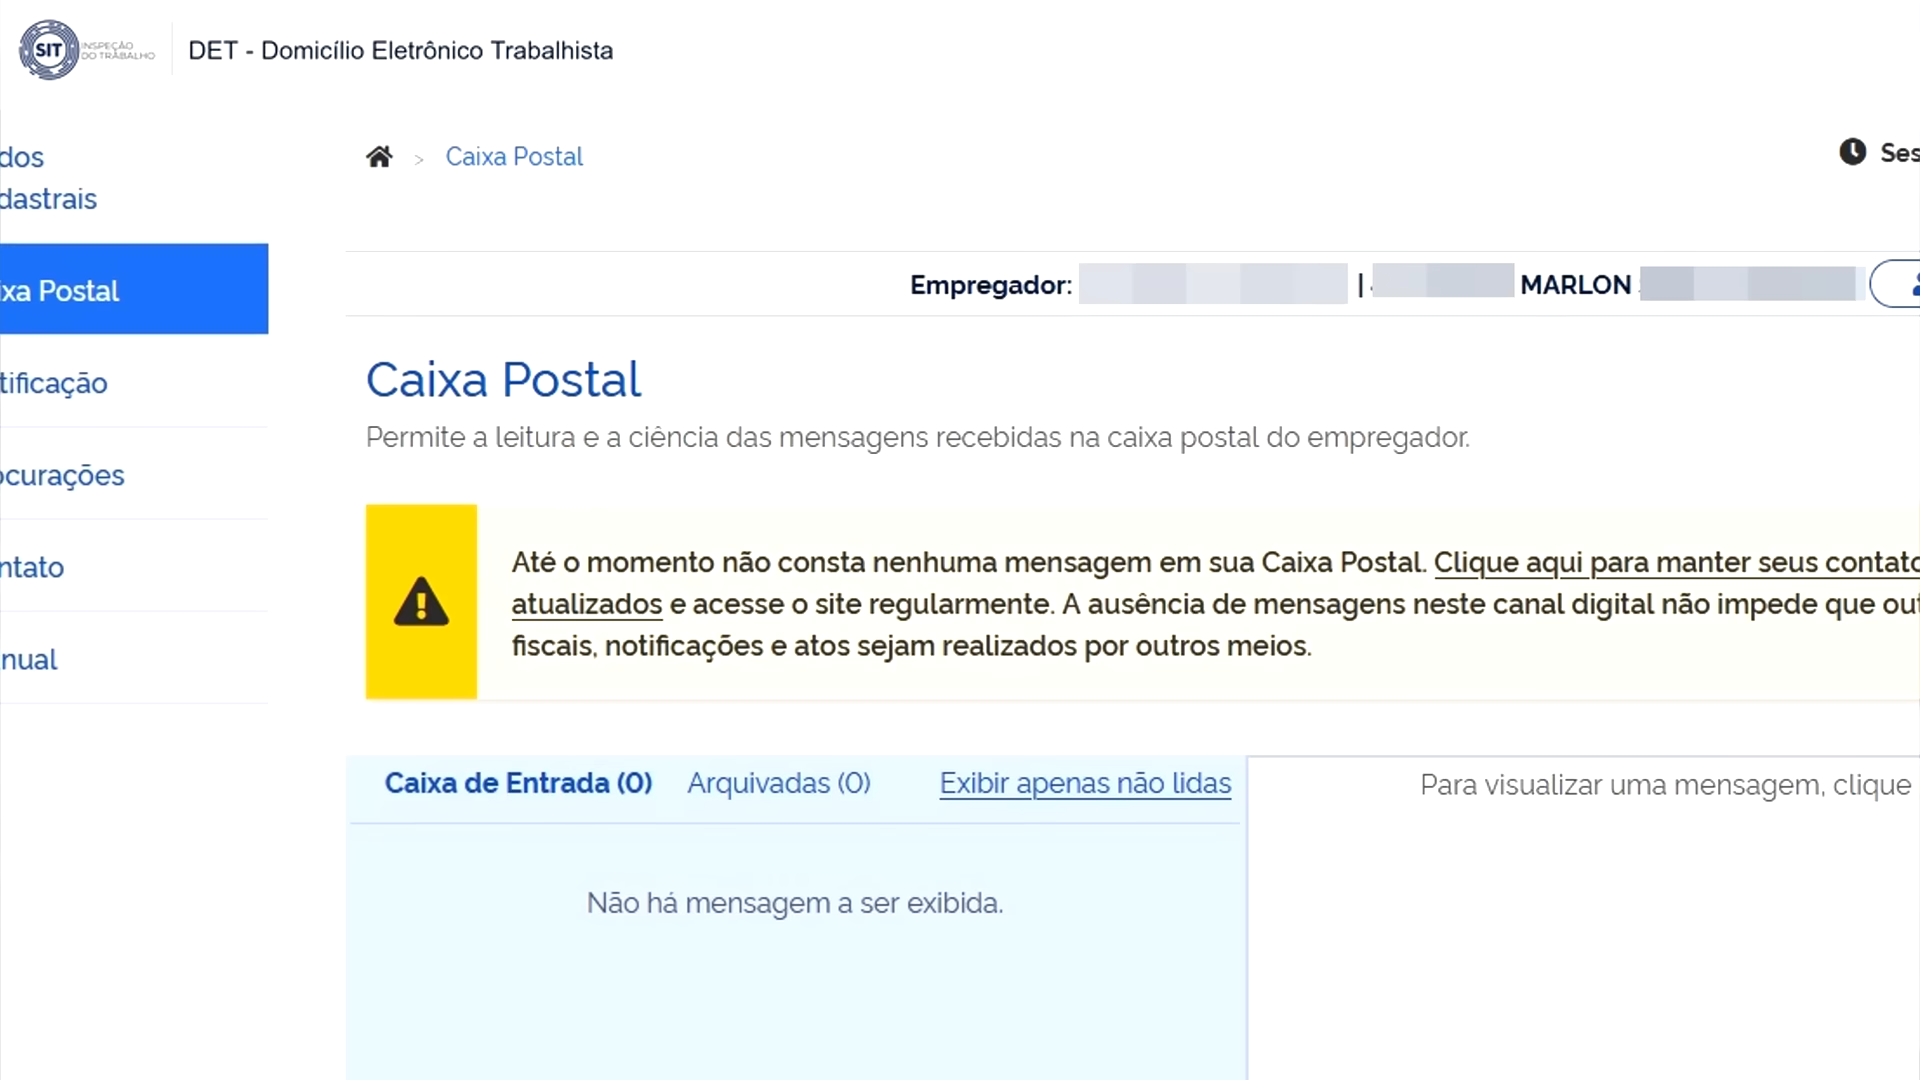 SIT INSPEÇÃO
DO TRABALHO
DET - Domicílio Eletrônico Trabalhista
dos
dastrais
> Caixa Postal
Ses
xa Postal
Empregador: | MARLON
tificação
Caixa Postal
Permite a leitura e a ciência das mensagens recebidas na caixa postal do empregador.
ocurações
Até o momento não consta nenhuma mensagem em sua Caixa Postal. Clique aqui para manter seus contato
atualizados e acesse o site regularmente. A ausência de mensagens neste canal digital não impede que out
fiscais, notificações e atos sejam realizados por outros meios.
ntato
nual
Caixa de Entrada (0) Arquivadas (0) Exibir apenas não lidas
Para visualizar uma mensagem, clique
Não há mensagem a ser exibida.